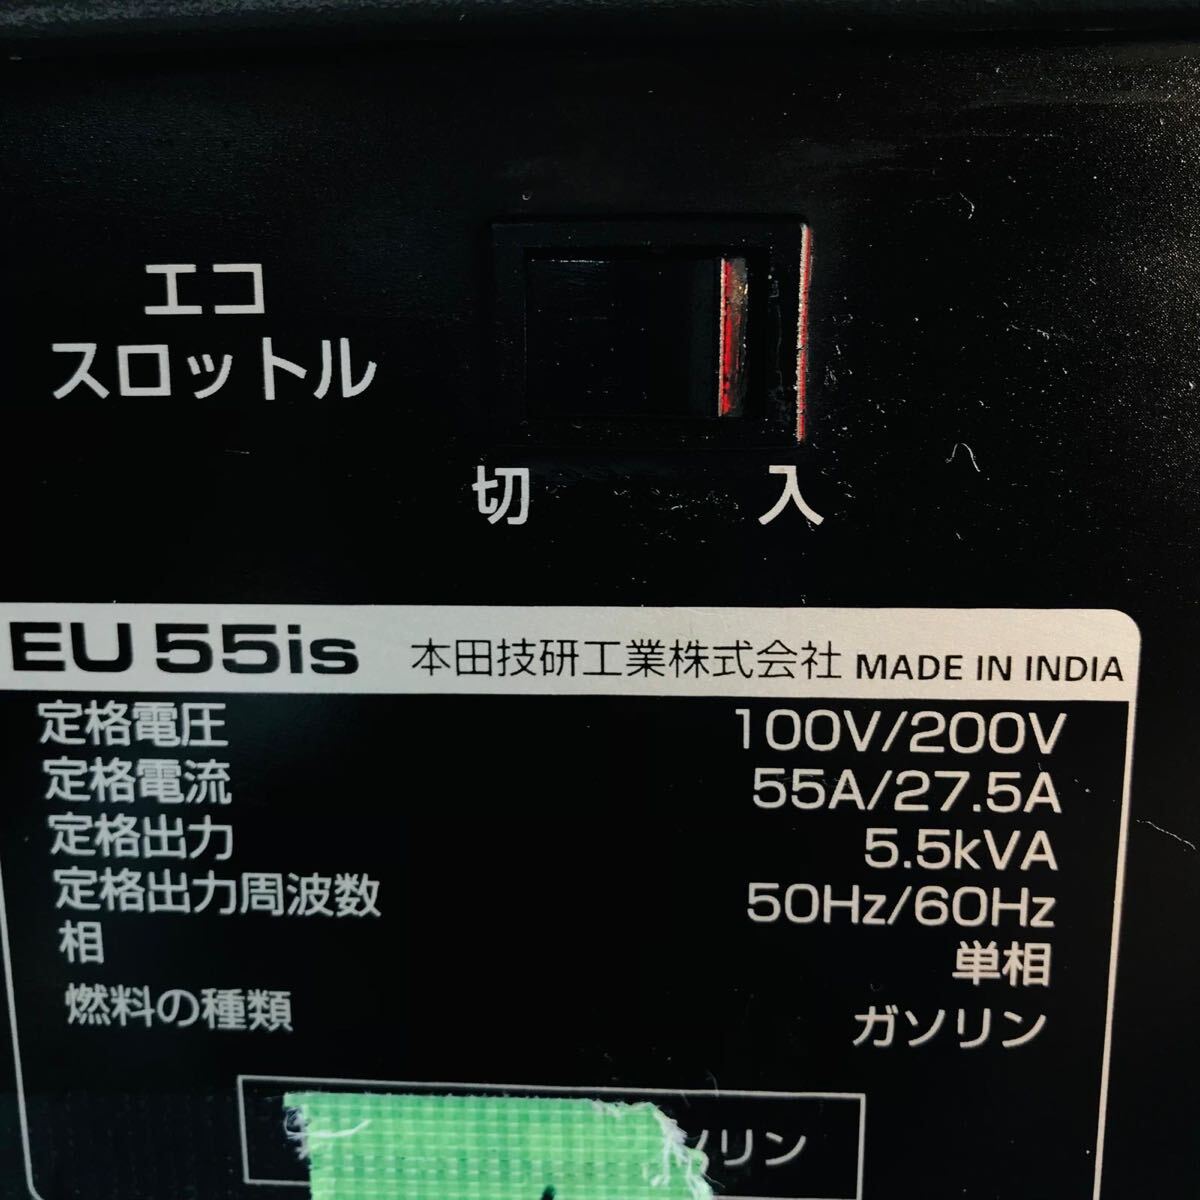 エコ
スロットル
切 入
EU55is 本田技研工業株式会社 MADE IN INDIA
定格電圧 100V/200V
定格電流 55A/27.5A
定格出力 5.5kVA
定格出力周波数 50Hz/60Hz
相 単相
燃料の種類 ガソリン
ソリン